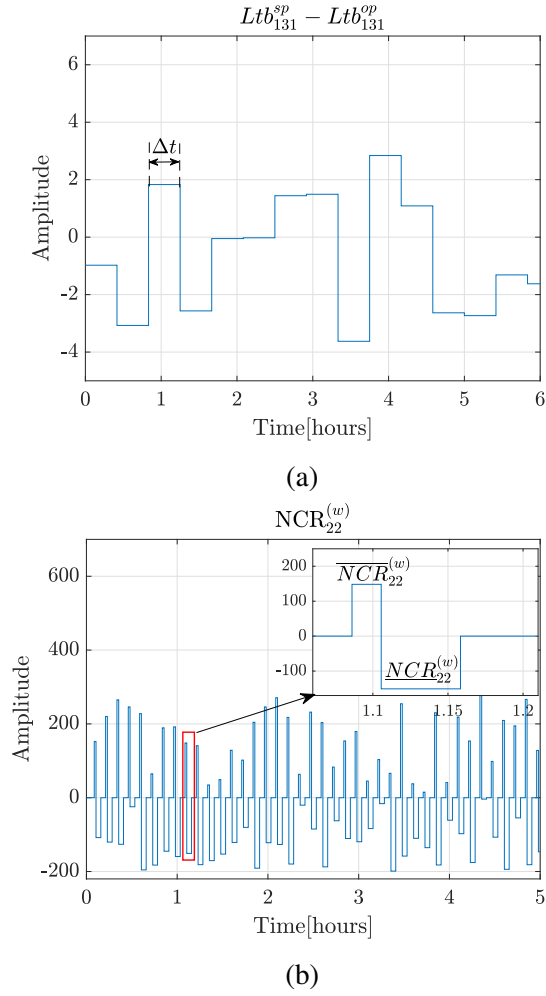 Ltb_{131}^{sp} − Ltb_{131}^{op}
6
4
Δt
2
0
-2
-4
Amplitude
0 1 2 3 4 5 6
Time[hours]
(a)
NCR_{22}^{(w)}
600
400
200
0
-200
Amplitude
200
100
0
-100
\overline{NCR}_{22}^{(w)}
\underline{NCR}_{22}^{(w)}
1.1 1.15 1.2
0 1 2 3 4 5
Time[hours]
(b)